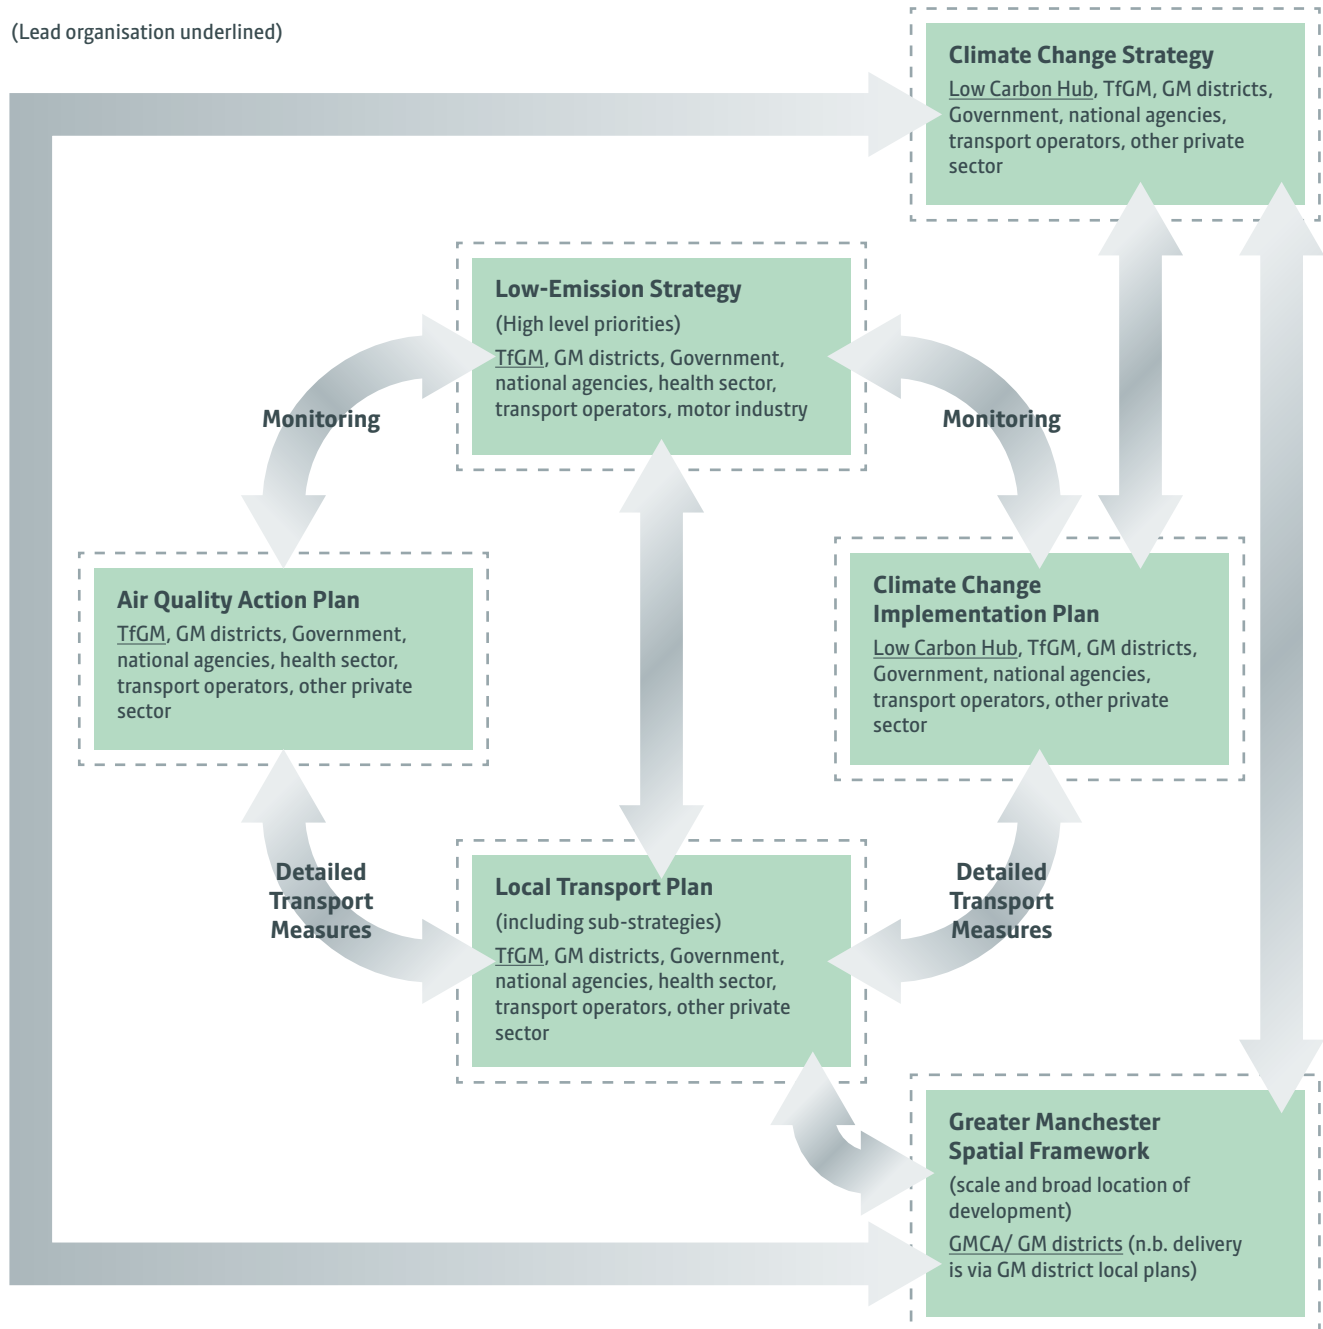 (Lead organisation underlined)
Climate Change Strategy
Low Carbon Hub, TfGM, GM districts,
Government, national agencies,
transport operators, other private
sector
Low-Emission Strategy
(High level priorities)
TfGM, GM districts, Government,
national agencies, health sector,
transport operators, motor industry
Monitoring
Monitoring
Air Quality Action Plan
TfGM, GM districts, Government,
national agencies, health sector,
transport operators, other private
sector
Climate Change
Implementation Plan
Low Carbon Hub, TfGM, GM districts,
Government, national agencies,
transport operators, other private
sector
Detailed
Transport
Measures
Detailed
Transport
Measures
Local Transport Plan
(including sub-strategies)
TfGM, GM districts, Government,
national agencies, health sector,
transport operators, other private
sector
Greater Manchester
Spatial Framework
(scale and broad location of
development)
GMCA/ GM districts (n.b. delivery
is via GM district local plans)